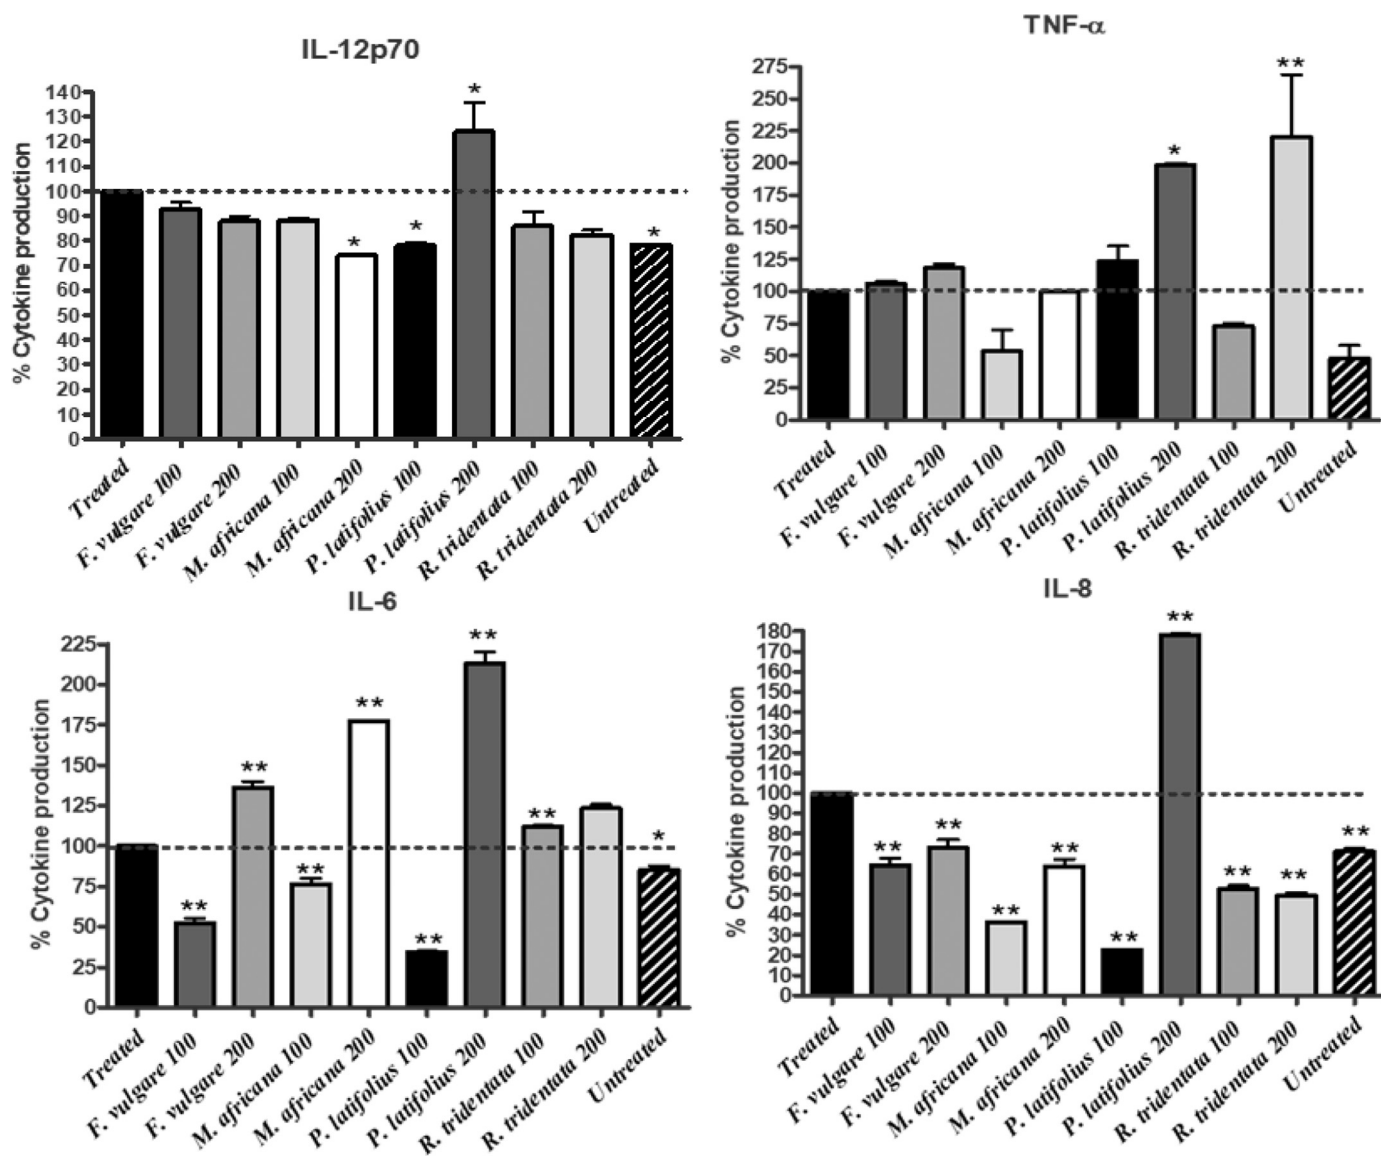 IL-12p70
% Cytokine production
140
130
120
110
100
90
80
70
60
50
40
30
20
10
0
*
*
*
*
Treated
F. vulgare 100
F. vulgare 200
M. africana 100
M. africana 200
P. latifolius 100
P. latifolius 200
R. tridentata 100
R. tridentata 200
Untreated
TNF-α
% Cytokine production
275
250
225
200
175
150
125
100
75
50
25
0
*
**
Treated
F. vulgare 100
F. vulgare 200
M. africana 100
M. africana 200
P. latifolius 100
P. latifolius 200
R. tridentata 100
R. tridentata 200
Untreated
IL-6
% Cytokine production
225
200
175
150
125
100
75
50
25
0
**
**
**
**
**
**
**
*
Treated
F. vulgare 100
F. vulgare 200
M. africana 100
M. africana 200
P. latifolius 100
P. latifolius 200
R. tridentata 100
R. tridentata 200
Untreated
IL-8
% Cytokine production
180
170
160
150
140
130
120
110
100
90
80
70
60
50
40
30
20
10
0
**
**
**
**
**
**
**
**
**
Treated
F. vulgare 100
F. vulgare 200
M. africana 100
M. africana 200
P. latifolius 100
P. latifolius 200
R. tridentata 100
R. tridentata 200
Untreated